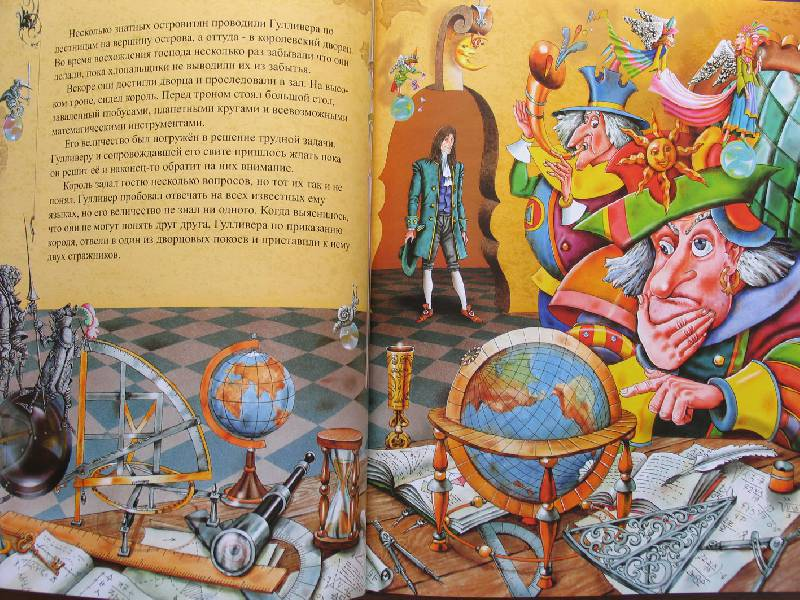 Несколько знатных островитян проводили Гулливера по
лестницам на вершину острова, а оттуда - в королевский дворец.
Во время восхождения господа несколько раз забывали что они
делали, пока хлопальщики не выводили их из забытья.
Вскоре они достигли дворца и проследовали в зал. На высо-
ком троне, сидел король. Перед троном стоял большой стол,
заваленный глобусами, планетными кругами и всевозможными
математическими инструментами.
Его величество был погружён в решение трудной задачи.
Гулливеру и сопровождавшей его свите пришлось ждать пока
он решит её и наконец-то обратит на них внимание.
Король задал гостю несколько вопросов, но тот их так и не
понял. Гулливер пробовал отвечать на всех известных ему
языках, но его величество не знал ни одного. Когда выяснилось,
что они не могут понять друг друга, Гулливера по приказанию
короля, отвели в один из дворцовых покоев и приставили к нему
двух стражников.